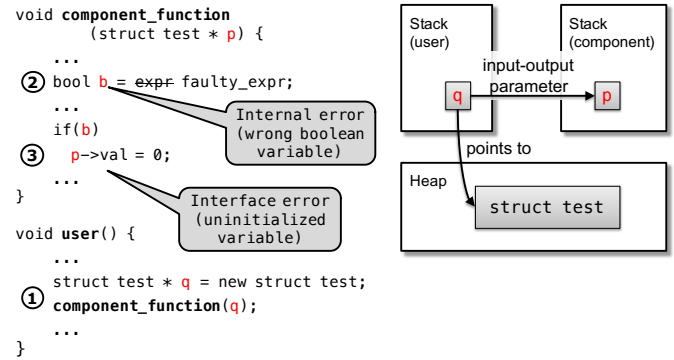 void component_function
(struct test * p) {
...
② bool b = expr faulty_expr;
...
Internal error
(wrong boolean
variable)
if(b)
③ p->val = 0;
...
}
Interface error
(uninitialized
variable)
void user() {
...
struct test * q = new struct test;
① component_function(q);
...
}
Stack
(user)
Stack
(component)
input-output
parameter
q
p
points to
Heap
struct test